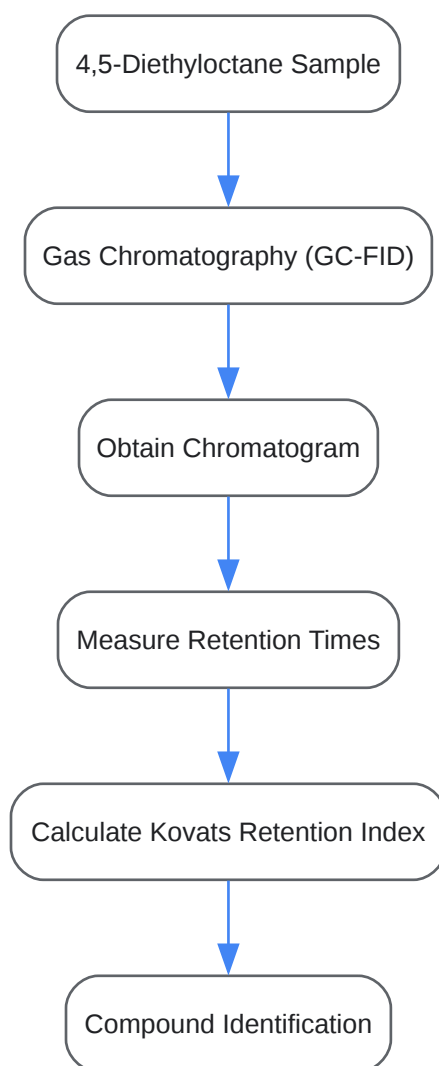 4,5-Diethyloctane Sample
Gas Chromatography (GC-FID)
Obtain Chromatogram
Measure Retention Times
Calculate Kovats Retention Index
Compound Identification